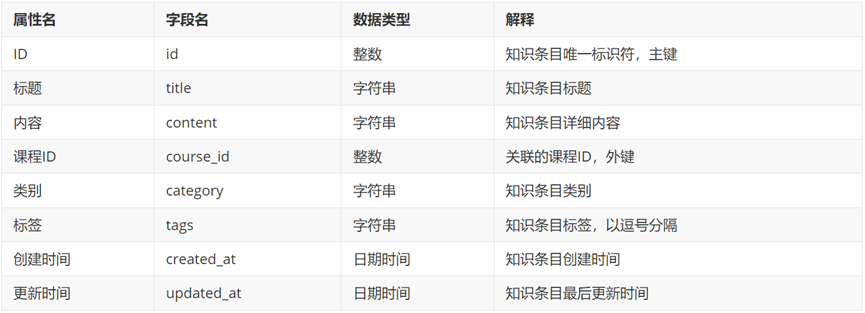 属性名 字段名 数据类型 解释
ID id 整数 知识条目唯一标识符，主键
标题 title 字符串 知识条目标题
内容 content 字符串 知识条目详细内容
课程ID course_id 整数 关联的课程ID，外键
类别 category 字符串 知识条目类别
标签 tags 字符串 知识条目标签，以逗号分隔
创建时间 created_at 日期时间 知识条目创建时间
更新时间 updated_at 日期时间 知识条目最后更新时间